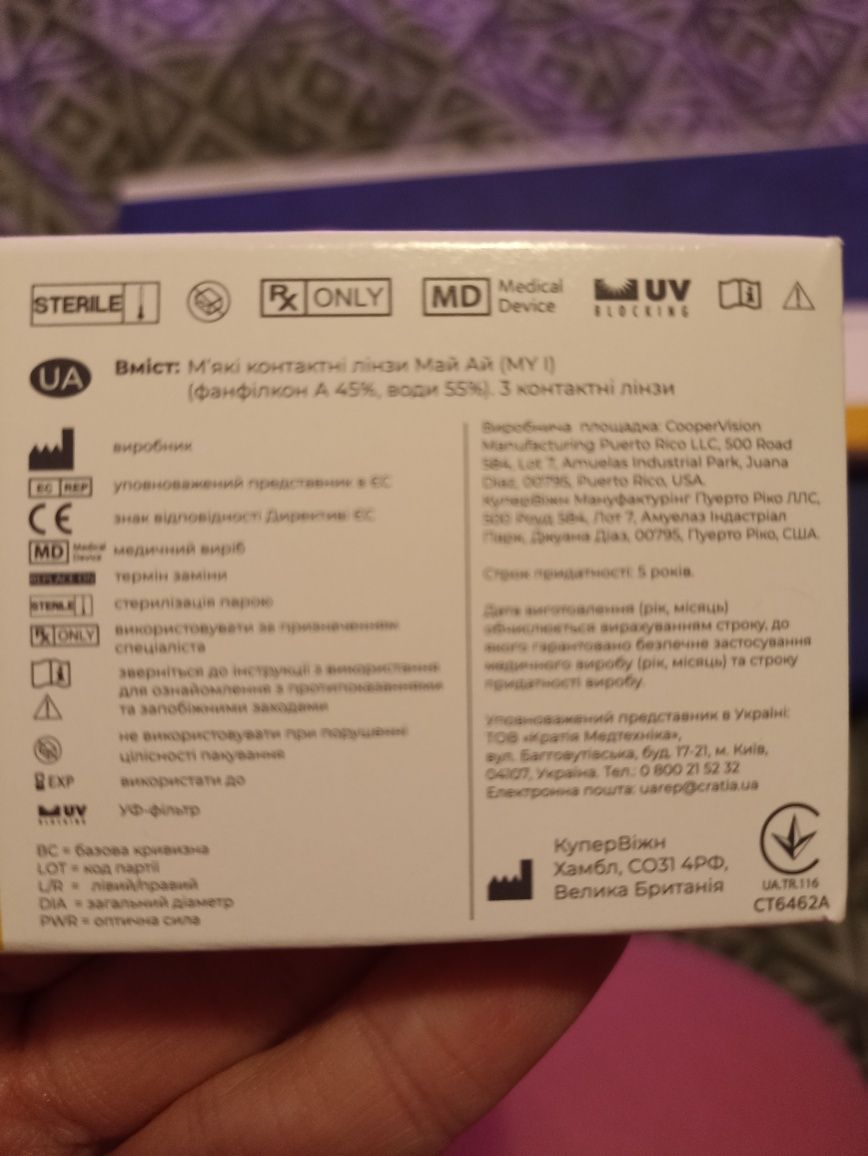 STERILE
Rx ONLY
MD Medical Device
UV BLOCKING
UA
Вміст: М'які контактні лінзи Май Ай (MY I)
(фанфілкон А 45%, води 55%). 3 контактні лінзи
виробник
EC REP уповноважений представник в ЄС
CE знак відповідності Директив ЄС
MD Medical Device медичний виріб
REPLACE ON термін заміни
STERILE стерилізація парою
Rx ONLY використовувати за призначенням
спеціаліста
зверніться до інструкції з використання
для ознайомлення з протипоказаннями
та запобіжними заходами
не використовувати при порушенні
цілісності пакування
EXP використати до
UV BLOCKING УФ-фільтр
BC = базова кривизна
LOT = код партії
L/R = лівий/правий
DIA = загальний діаметр
PWR = оптична сила
Виробнича площадка: CooperVision
Manufacturing Puerto Rico LLC, 500 Road
584, Lot 7, Amuelas Industrial Park, Juana
Diaz, 00795, Puerto Rico, USA.
КуперВіжн Мануфактурінг Пуерто Ріко ЛЛС,
500 Роуд 584, Лот 7, Амуелаз Індастріал
Парк, Джуана Діаз, 00795, Пуерто Ріко, США.
Строк придатності: 5 років.
Дата виготовлення (рік, місяць)
обчислюється вирахуванням строку, до
якого гарантовано безпечне застосування
медичного виробу (рік, місяць) та строку
придатності виробу.
Уповноважений представник в Україні:
ТОВ «Кратія Медтехніка»,
вул. Багговутівська, буд. 17-21, м. Київ,
04107, Україна. Тел.: 0 800 21 52 32
Електронна пошта: uarep@cratia.ua
КуперВіжн
Хамбл, СО31 4РФ,
Велика Британія
UA.TR.116
CT6462A